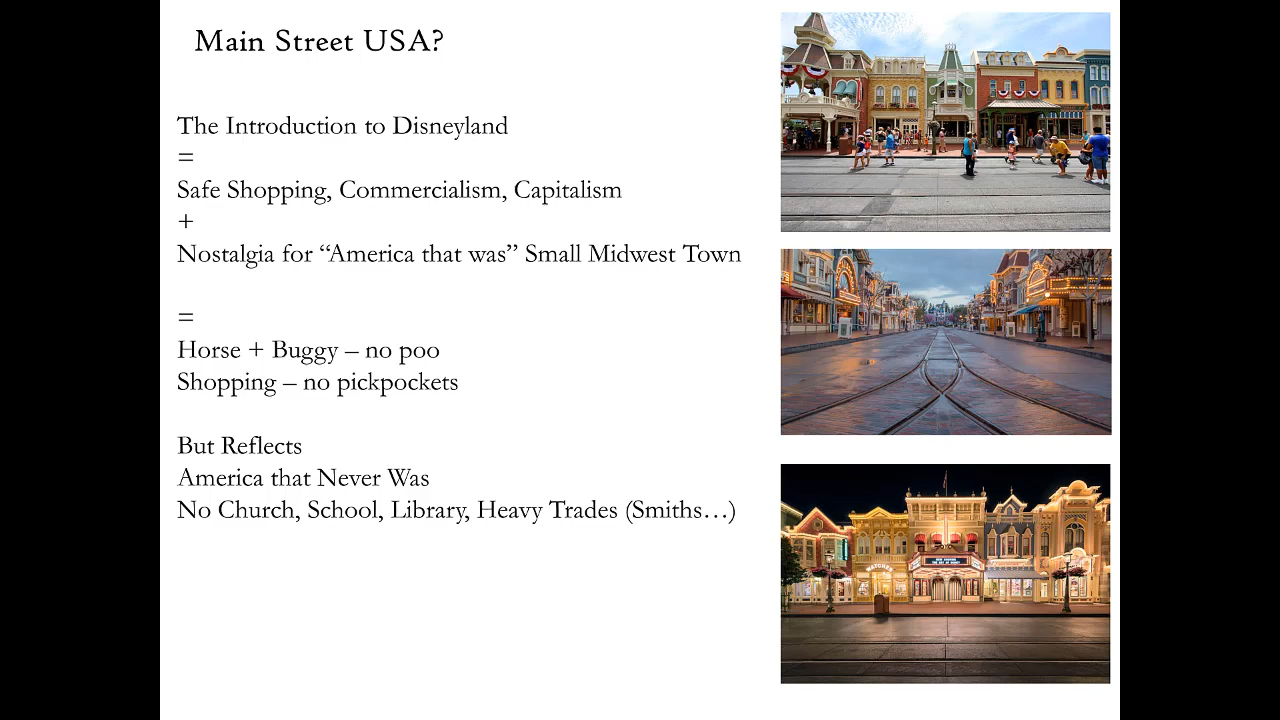 Main Street USA?
The Introduction to Disneyland
=
Safe Shopping, Commercialism, Capitalism
+
Nostalgia for “America that was” Small Midwest Town
=
Horse + Buggy – no poo
Shopping – no pickpockets
But Reflects
America that Never Was
No Church, School, Library, Heavy Trades (Smiths…)